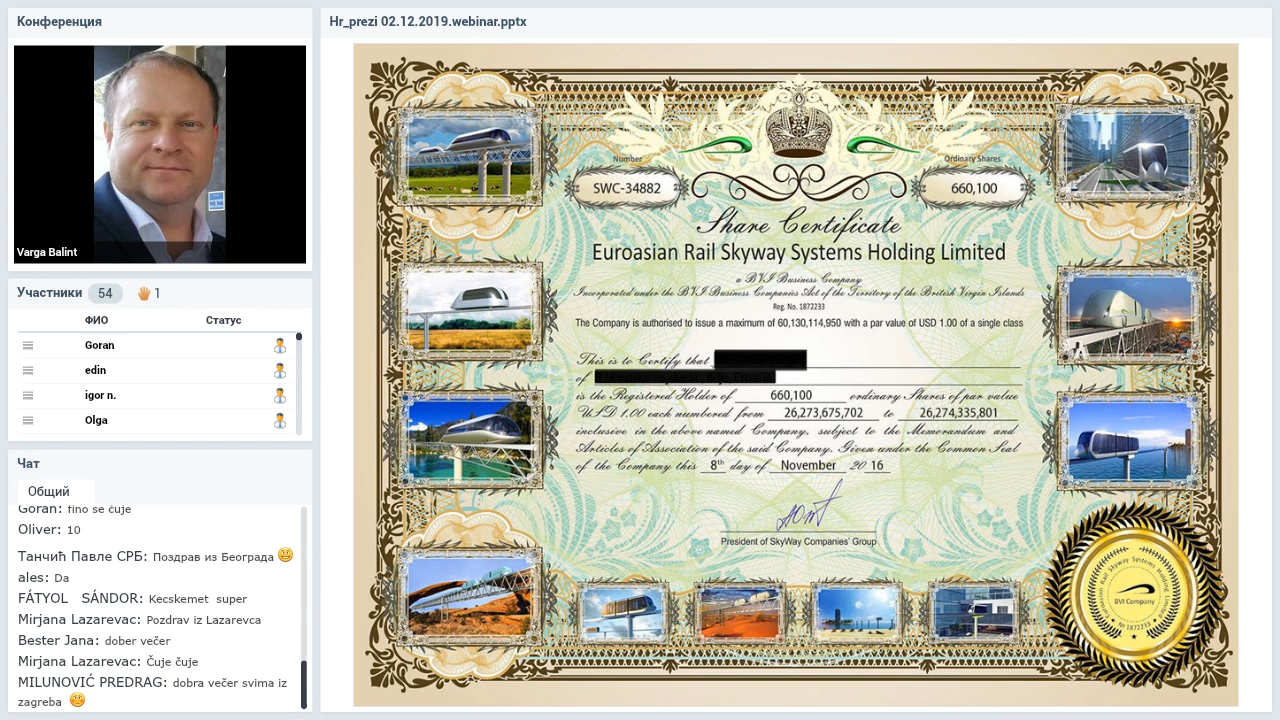 Конференция
Varga Balint
Участники 54 1
ФИО Статус
Goran
edin
igor n.
Olga
Чат
Общий
Goran: fino se čuje
Oliver: 10
Танчић Павле СРБ: Поздрав из Београда
ales: Da
FÁTYOL SÁNDOR: Kecskemet super
Mirjana Lazarevac: Pozdrav iz Lazarevca
Bester Jana: dober večer
Mirjana Lazarevac: Čuje čuje
MILUNOVIĆ PREDRAG: dobra večer svima iz
zagreba
Hr_prezi 02.12.2019.webinar.pptx
Number
SWC-34882
Ordinary Shares
660,100
Share Certificate
Euroasian Rail Skyway Systems Holding Limited
a BVI Business Company
Incorporated under the BVI Business Companies Act of the Territory of the British Virgin Islands
Reg. No. 1872233
The Company is authorised to issue a maximum of 60,130,114,950 with a par value of USD 1.00 of a single class
This is to Certify that
of
is the Registered Holder of 660,100 ordinary Shares of par value
USD 1.00 each numbered from 26,273,675,702 to 26,274,335,801
inclusive in the above named Company, subject to the Memorandum and
Articles of Association of the said Company. Given under the Common Seal
of the Company this 8th day of November 20 16
President of SkyWay Companies' Group
Rail Skyway Systems Holding
BVI Company
№ 1872233